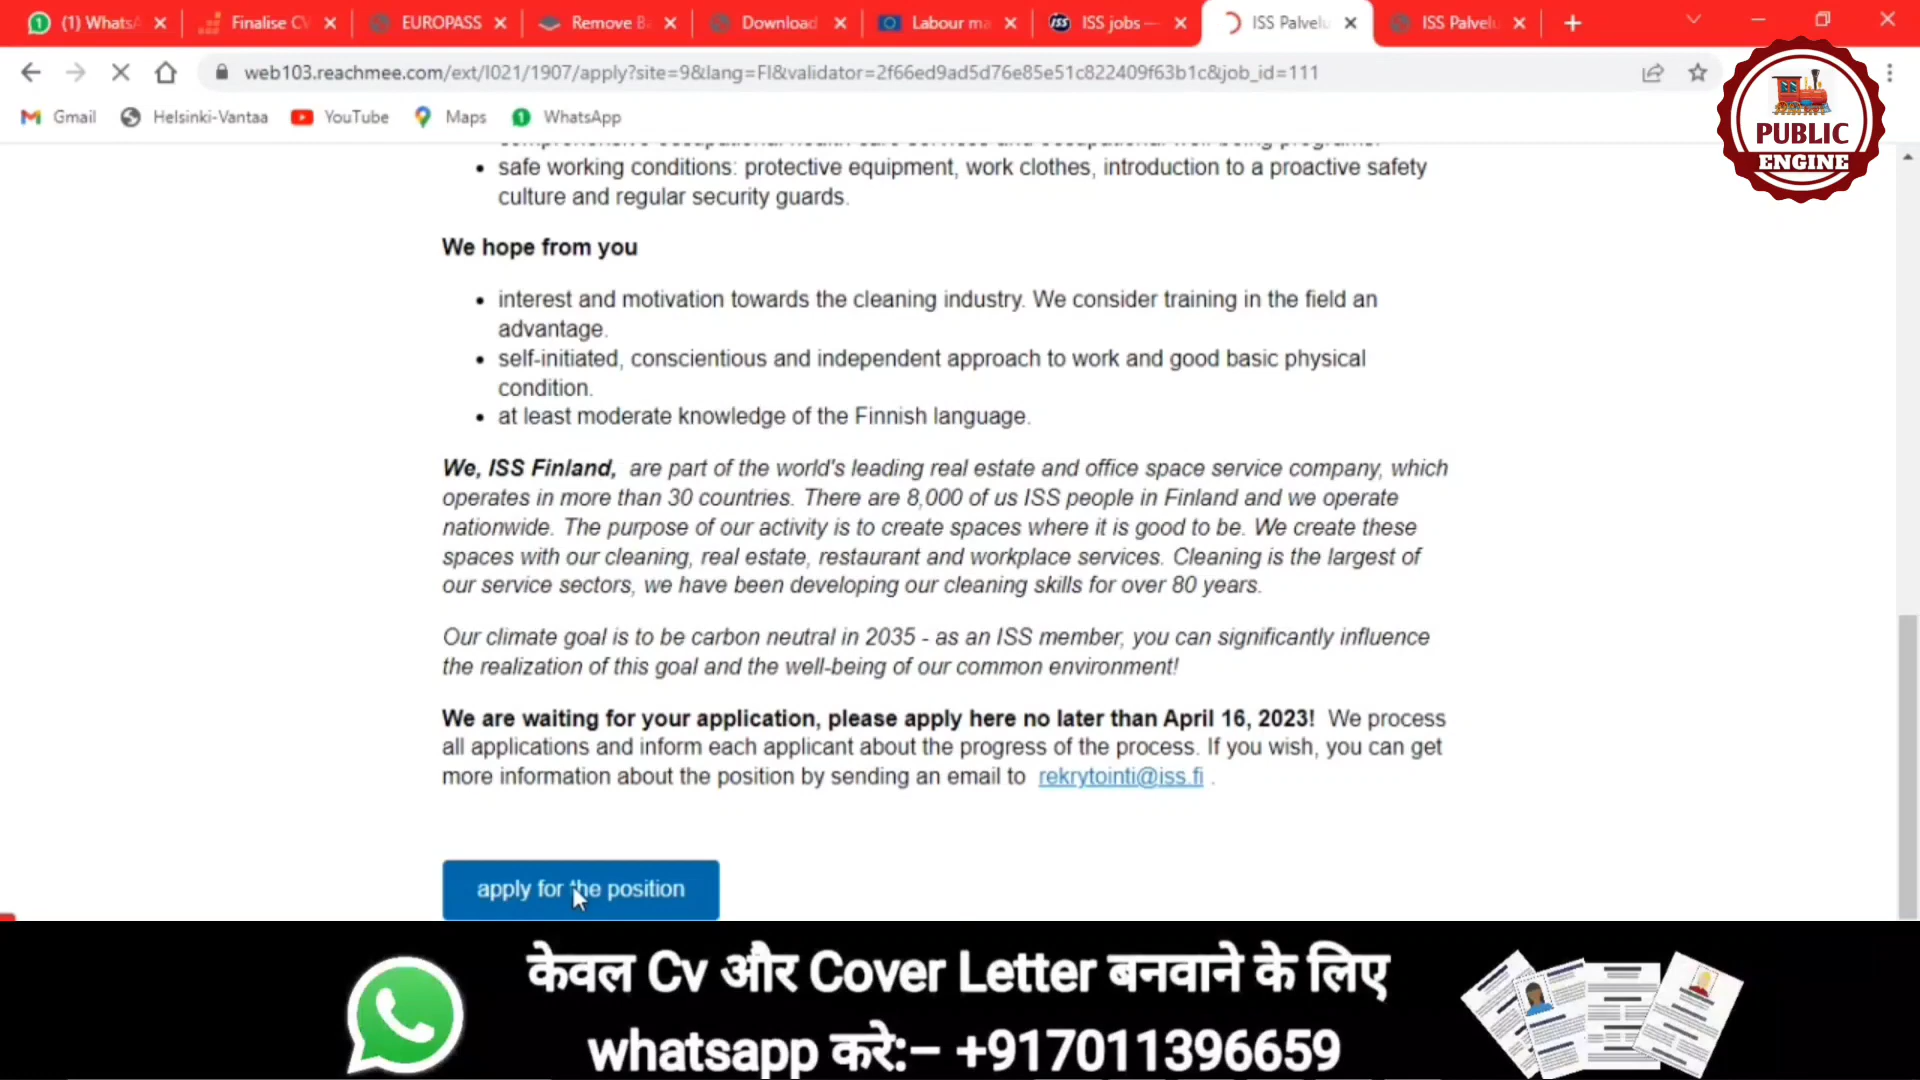 (1) Whats
Finalise CV
EUROPASS
Remove B
Download
Labour ma
ISS jobs –
ISS Palvelu
ISS Palvelu
web103.reachmee.com/ext/I021/1907/apply?site=9&lang=FI&validator=2f66ed9ad5d76e85e51c822409f63b1c&job_id=111
Gmail
Helsinki-Vantaa
YouTube
Maps
WhatsApp
PUBLIC
ENGINE
• safe working conditions: protective equipment, work clothes, introduction to a proactive safety
culture and regular security guards.
We hope from you
• interest and motivation towards the cleaning industry. We consider training in the field an
advantage.
• self-initiated, conscientious and independent approach to work and good basic physical
condition.
• at least moderate knowledge of the Finnish language.
We, ISS Finland, are part of the world's leading real estate and office space service company, which
operates in more than 30 countries. There are 8,000 of us ISS people in Finland and we operate
nationwide. The purpose of our activity is to create spaces where it is good to be. We create these
spaces with our cleaning, real estate, restaurant and workplace services. Cleaning is the largest of
our service sectors, we have been developing our cleaning skills for over 80 years.
Our climate goal is to be carbon neutral in 2035 - as an ISS member, you can significantly influence
the realization of this goal and the well-being of our common environment!
We are waiting for your application, please apply here no later than April 16, 2023! We process
all applications and inform each applicant about the progress of the process. If you wish, you can get
more information about the position by sending an email to rekrytointi@iss.fi .
apply for the position
केवल Cv और Cover Letter बनवाने के लिए
whatsapp करे:– +917011396659